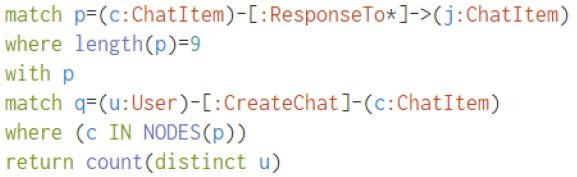 match p=(c:ChatItem)-[:ResponseTo*]->(j:ChatItem)
where length(p)=9
with p
match q=(u:User)-[:CreateChat]-(c:ChatItem)
where (c IN NODES(p))
return count(distinct u)